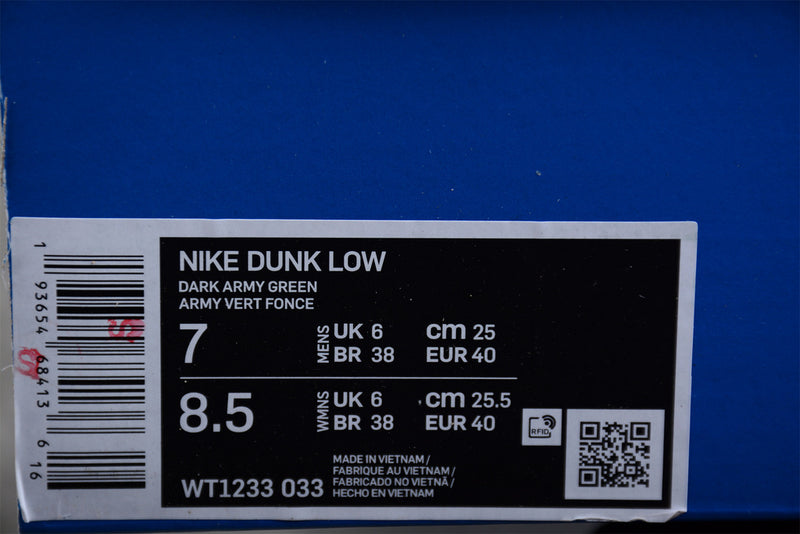 1
93654
68413
6
16
S
S
NIKE DUNK LOW
DARK ARMY GREEN
ARMY VERT FONCE
7
MENS
UK 6
cm 25
BR 38
EUR 40
8.5
WMNS
UK 6
cm 25.5
BR 38
EUR 40
RFID
WT1233 033
MADE IN VIETNAM /
FABRIQUE AU VIETNAM /
FABRICADO NO VIETNÃ /
HECHO EN VIETNAM